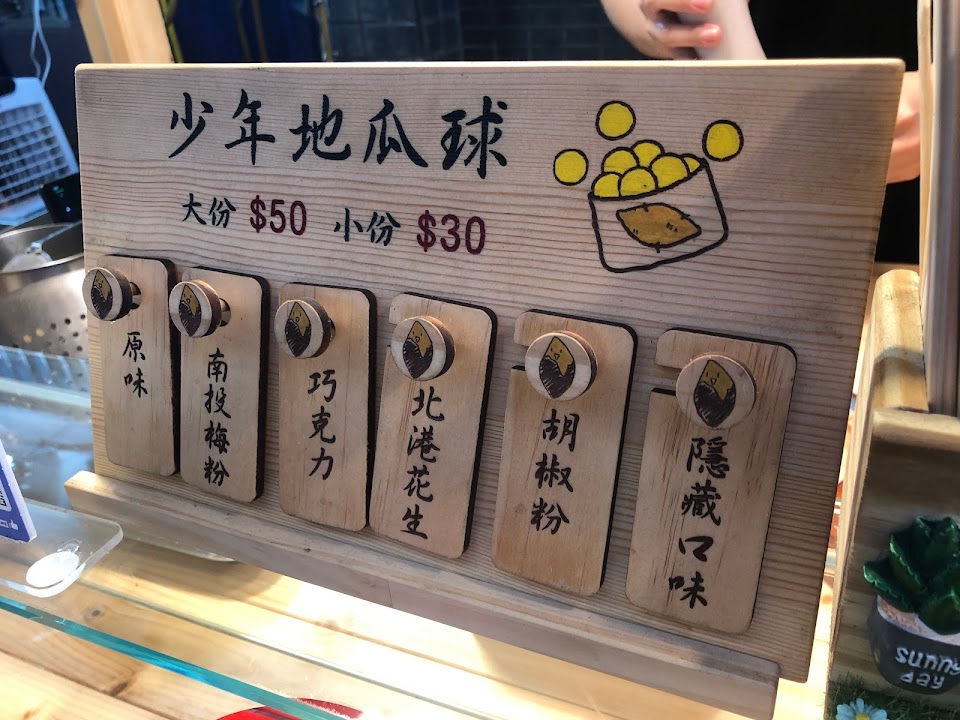 少年地瓜球
大份 $50 小份 $30
原味
南投梅粉
巧克力
北港花生
胡椒粉
隱藏口味
sunny
day